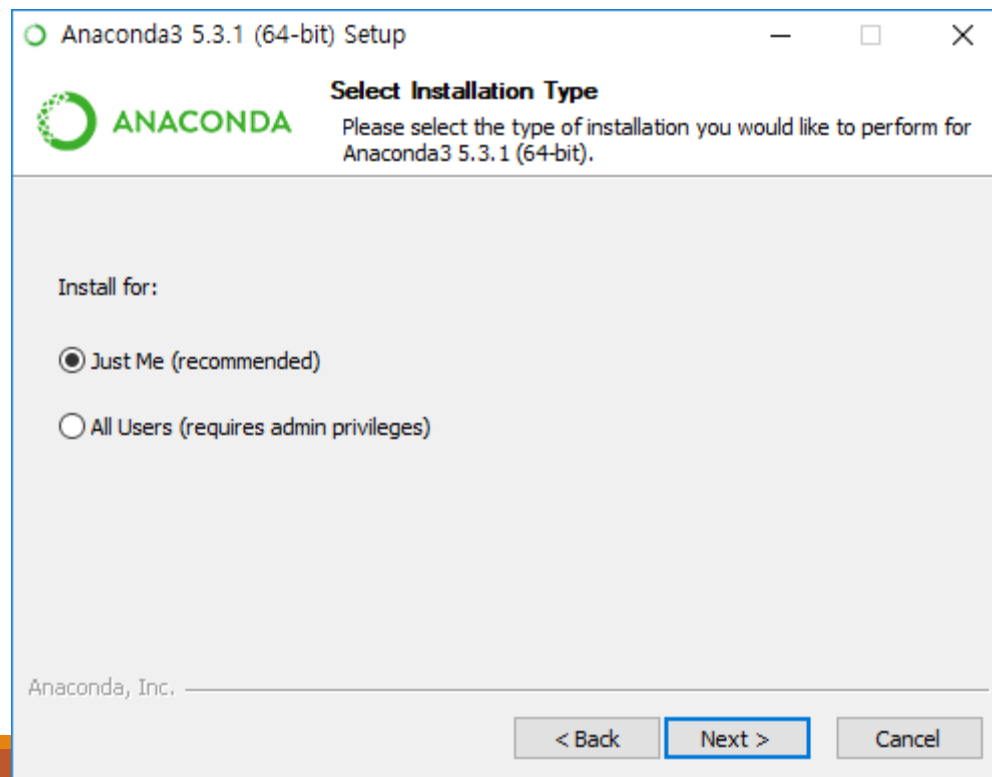 Anaconda3 5.3.1 (64-bit) Setup
ANACONDA
Select Installation Type
Please select the type of installation you would like to perform for
Anaconda3 5.3.1 (64-bit).
Install for:
Just Me (recommended)
All Users (requires admin privileges)
Anaconda, Inc.
< Back
Next >
Cancel